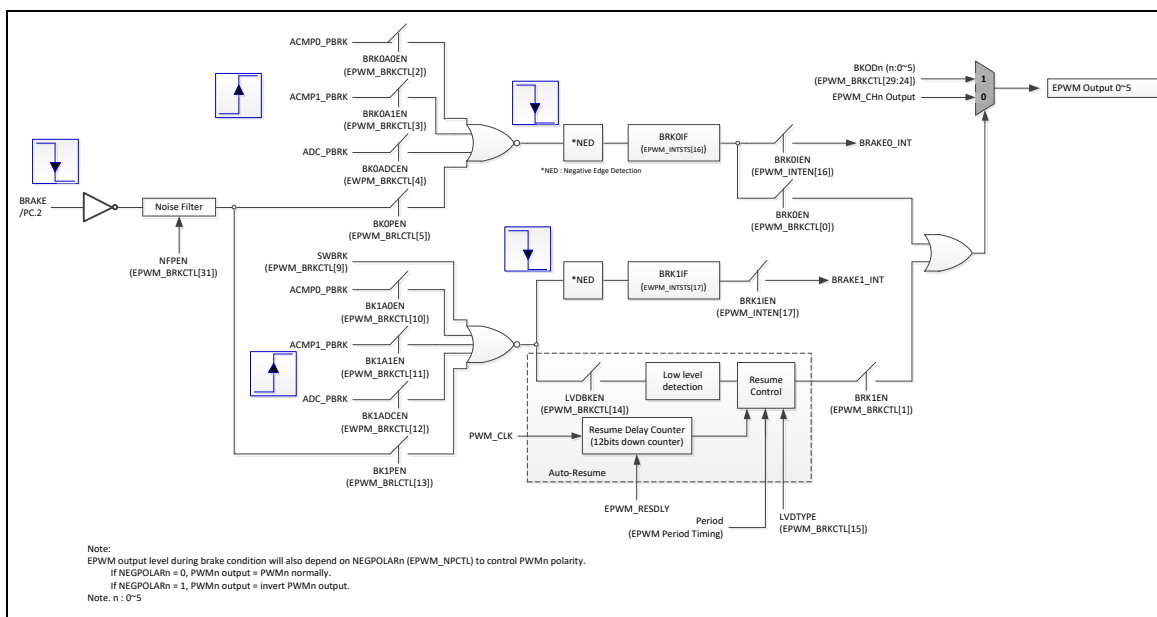 ACMP0_PBRK
BRK0A0EN
(EPWM_BRKCTL[2])
ACMP1_PBRK
BRK0A1EN
(EPWM_BRKCTL[3])
ADC_PBRK
BK0ADCEN
(EWPM_BRKCTL[4])
BK0PEN
(EPWM_BRLCTL[5])
BRAKE
/PC.2
Noise Filter
NFPEN
(EPWM_BRKCTL[31])
*NED
*NED : Negative Edge Detection
BRK0IF
(EPWM_INTSTS[16])
BRK0IEN
(EPWM_INTEN[16])
BRAKE0_INT
BRK0EN
(EPWM_BRKCTL[0])
BKODn (n:0~5)
(EPWM_BRKCTL[29:24])
EPWM_CHn Output
1
0
EPWM Output 0~5
SWBRK
(EPWM_BRKCTL[9])
ACMP0_PBRK
BK1A0EN
(EPWM_BRKCTL[10])
ACMP1_PBRK
BK1A1EN
(EPWM_BRKCTL[11])
ADC_PBRK
BK1ADCEN
(EWPM_BRKCTL[12])
BK1PEN
(EPWM_BRLCTL[13])
*NED
BRK1IF
(EWPM_INTSTS[17])
BRK1IEN
(EPWM_INTEN[17])
BRAKE1_INT
LVDBKEN
(EPWM_BRKCTL[14])
Low level
detection
Resume
Control
BRK1EN
(EPWM_BRKCTL[1])
PWM_CLK
Resume Delay Counter
(12bits down counter)
Auto-Resume
EPWM_RESDLY
Period
(EPWM Period Timing)
LVDTYPE
(EPWM_BRKCTL[15])
Note:
EPWM output level during brake condition will also depend on NEGPOLARn (EPWM_NPCTL) to control PWMn polarity.
If NEGPOLARn = 0, PWMn output = PWMn normally.
If NEGPOLARn = 1, PWMn output = invert PWMn output.
Note. n : 0~5